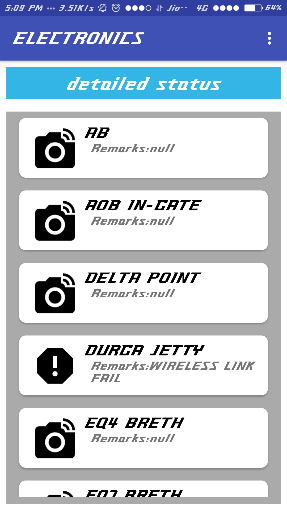 5:09 PM ... 3.51K/s Jio... 4G 64%
ELECTRONICS
detailed status
AB
Remarks:null
AOB IN-GATE
Remarks:null
DELTA POINT
Remarks:null
DURGA JETTY
Remarks:WIRELESS LINK
FAIL
EQ4 BRETH
Remarks:null